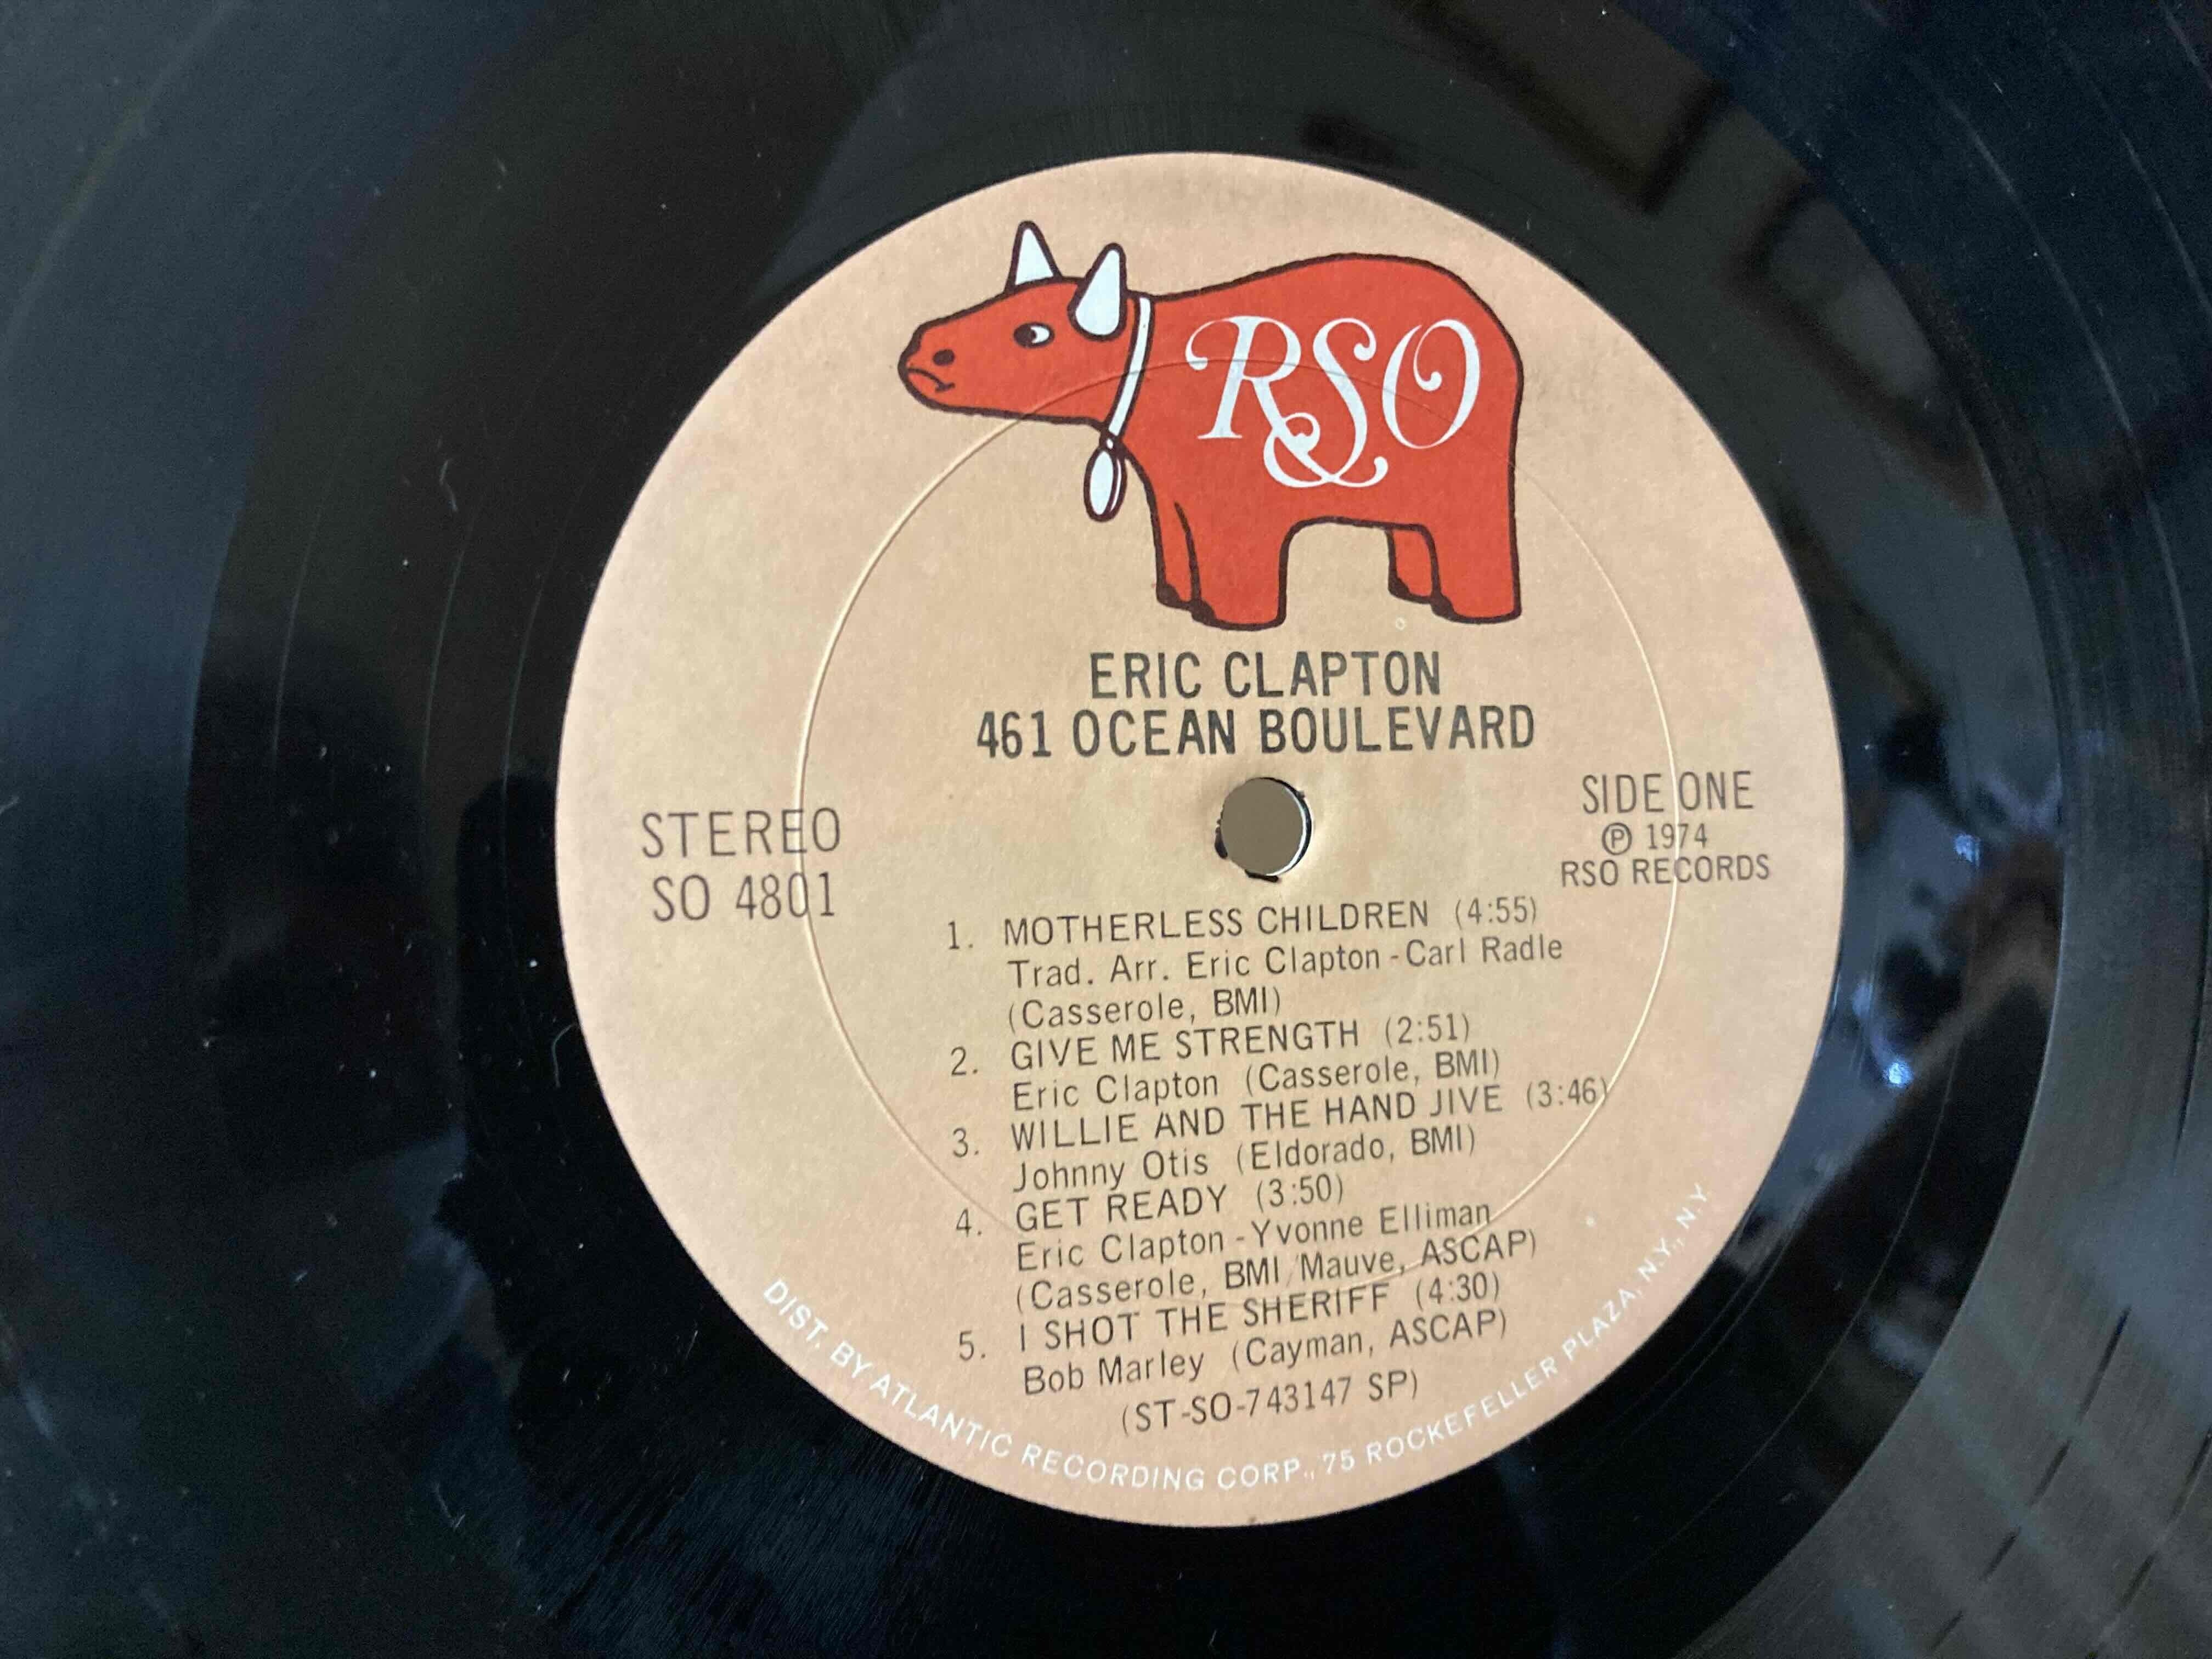 RSO
ERIC CLAPTON
461 OCEAN BOULEVARD
STEREO
SO 4801
SIDE ONE
℗ 1974
RSO RECORDS
1. MOTHERLESS CHILDREN (4:55)
Trad. Arr. Eric Clapton - Carl Radle
(Casserole, BMI)
2. GIVE ME STRENGTH (2:51)
Eric Clapton (Casserole, BMI)
3. WILLIE AND THE HAND JIVE (3:46)
Johnny Otis (Eldorado, BMI)
4. GET READY (3:50)
Eric Clapton - Yvonne Elliman
(Casserole, BMI/Mauve, ASCAP)
5. I SHOT THE SHERIFF (4:30)
Bob Marley (Cayman, ASCAP)
(ST-SO-743147 SP)
DIST. BY ATLANTIC RECORDING CORP., 75 ROCKEFELLER PLAZA, N.Y., N.Y.